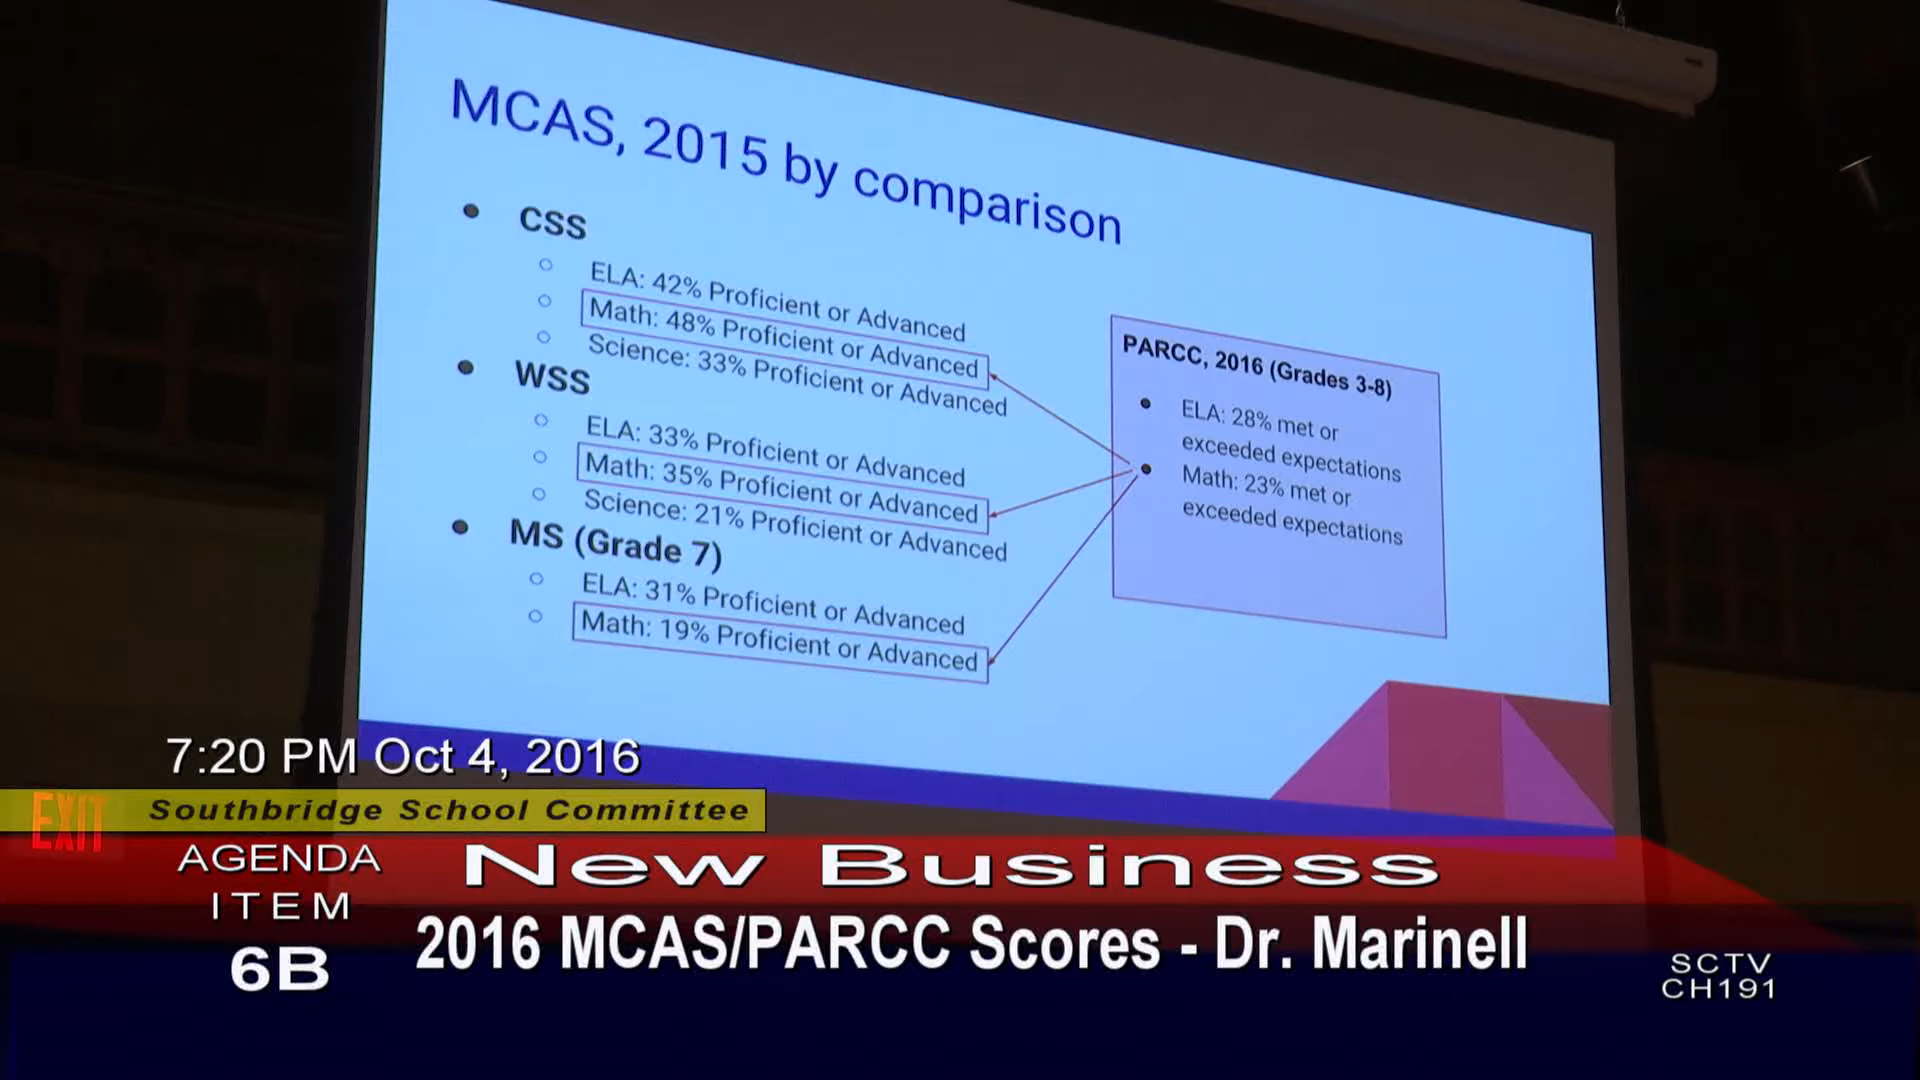 MCAS, 2015 by comparison
CSS
ELA: 42% Proficient or Advanced
Math: 48% Proficient or Advanced
Science: 33% Proficient or Advanced
WSS
ELA: 33% Proficient or Advanced
Math: 35% Proficient or Advanced
Science: 21% Proficient or Advanced
MS (Grade 7)
ELA: 31% Proficient or Advanced
Math: 19% Proficient or Advanced
PARCC, 2016 (Grades 3-8)
ELA: 28% met or
exceeded expectations
Math: 23% met or
exceeded expectations
7:20 PM Oct 4, 2016
EXIT
Southbridge School Committee
AGENDA
ITEM
6B
New Business
2016 MCAS/PARCC Scores - Dr. Marinell
SCTV
CH191